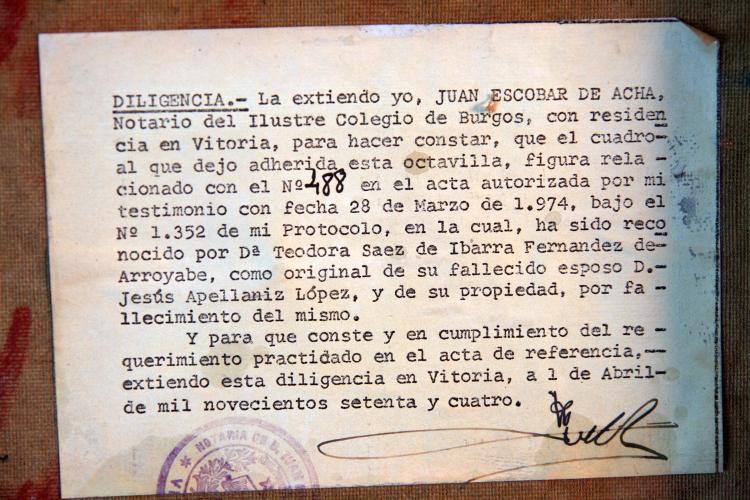 DILIGENCIA.- La extiendo yo, JUAN ESCOBAR DE ACHA,
Notario del Ilustre Colegio de Burgos, con residen
cia en Vitoria, para hacer constar, que el cuadro-
al que dejo adherida esta octavilla, figura rela -
cionado con el Nº 488 en el acta autorizada por mi
testimonio con fecha 28 de Marzo de 1.974, bajo el
Nº 1.352 de mi Protocolo, en la cual, ha sido reco
nocido por Dª Teodora Saez de Ibarra Fernandez de-
Arroyabe, como original de su fallecido esposo D.-
Jesús Apellaniz López, y de su propiedad, por fa -
llecimiento del mismo.
Y para que conste y en cumplimiento del re -
querimiento practidado en el acta de referencia,--
extiendo esta diligencia en Vitoria, a 1 de Abril-
de mil novecientos setenta y cuatro.
NOTARIA DE D. JUAN